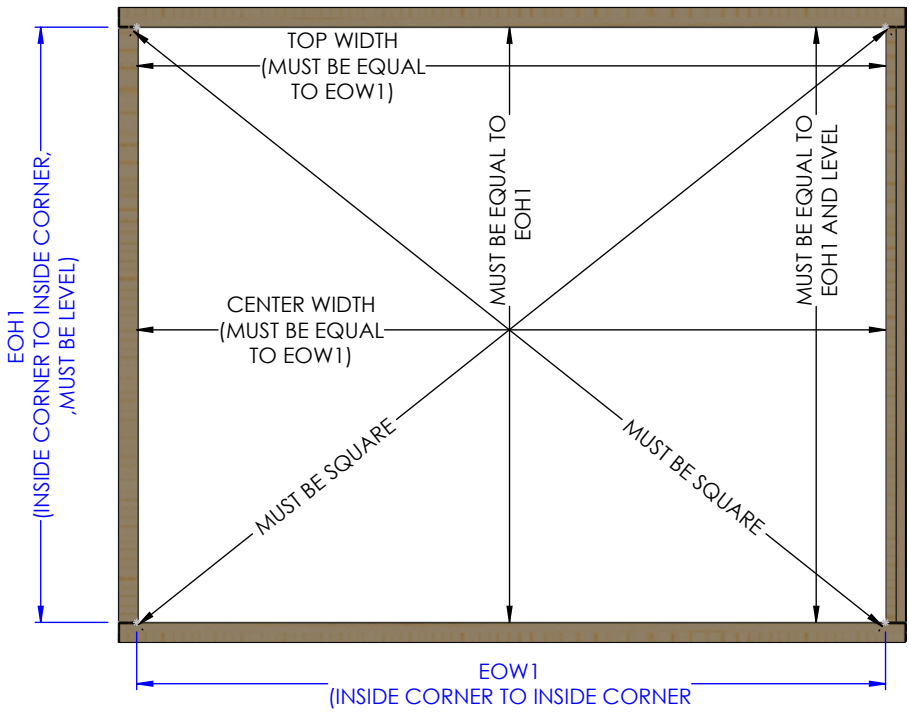 TOP WIDTH
(MUST BE EQUAL
TO EOW1)
MUST BE EQUAL TO
EOH1
MUST BE EQUAL TO
EOH1 AND LEVEL
EOH1
(INSIDE CORNER TO INSIDE CORNER,
,MUST BE LEVEL)
CENTER WIDTH
(MUST BE EQUAL
TO EOW1)
MUST BE SQUARE
MUST BE SQUARE
EOW1
(INSIDE CORNER TO INSIDE CORNER